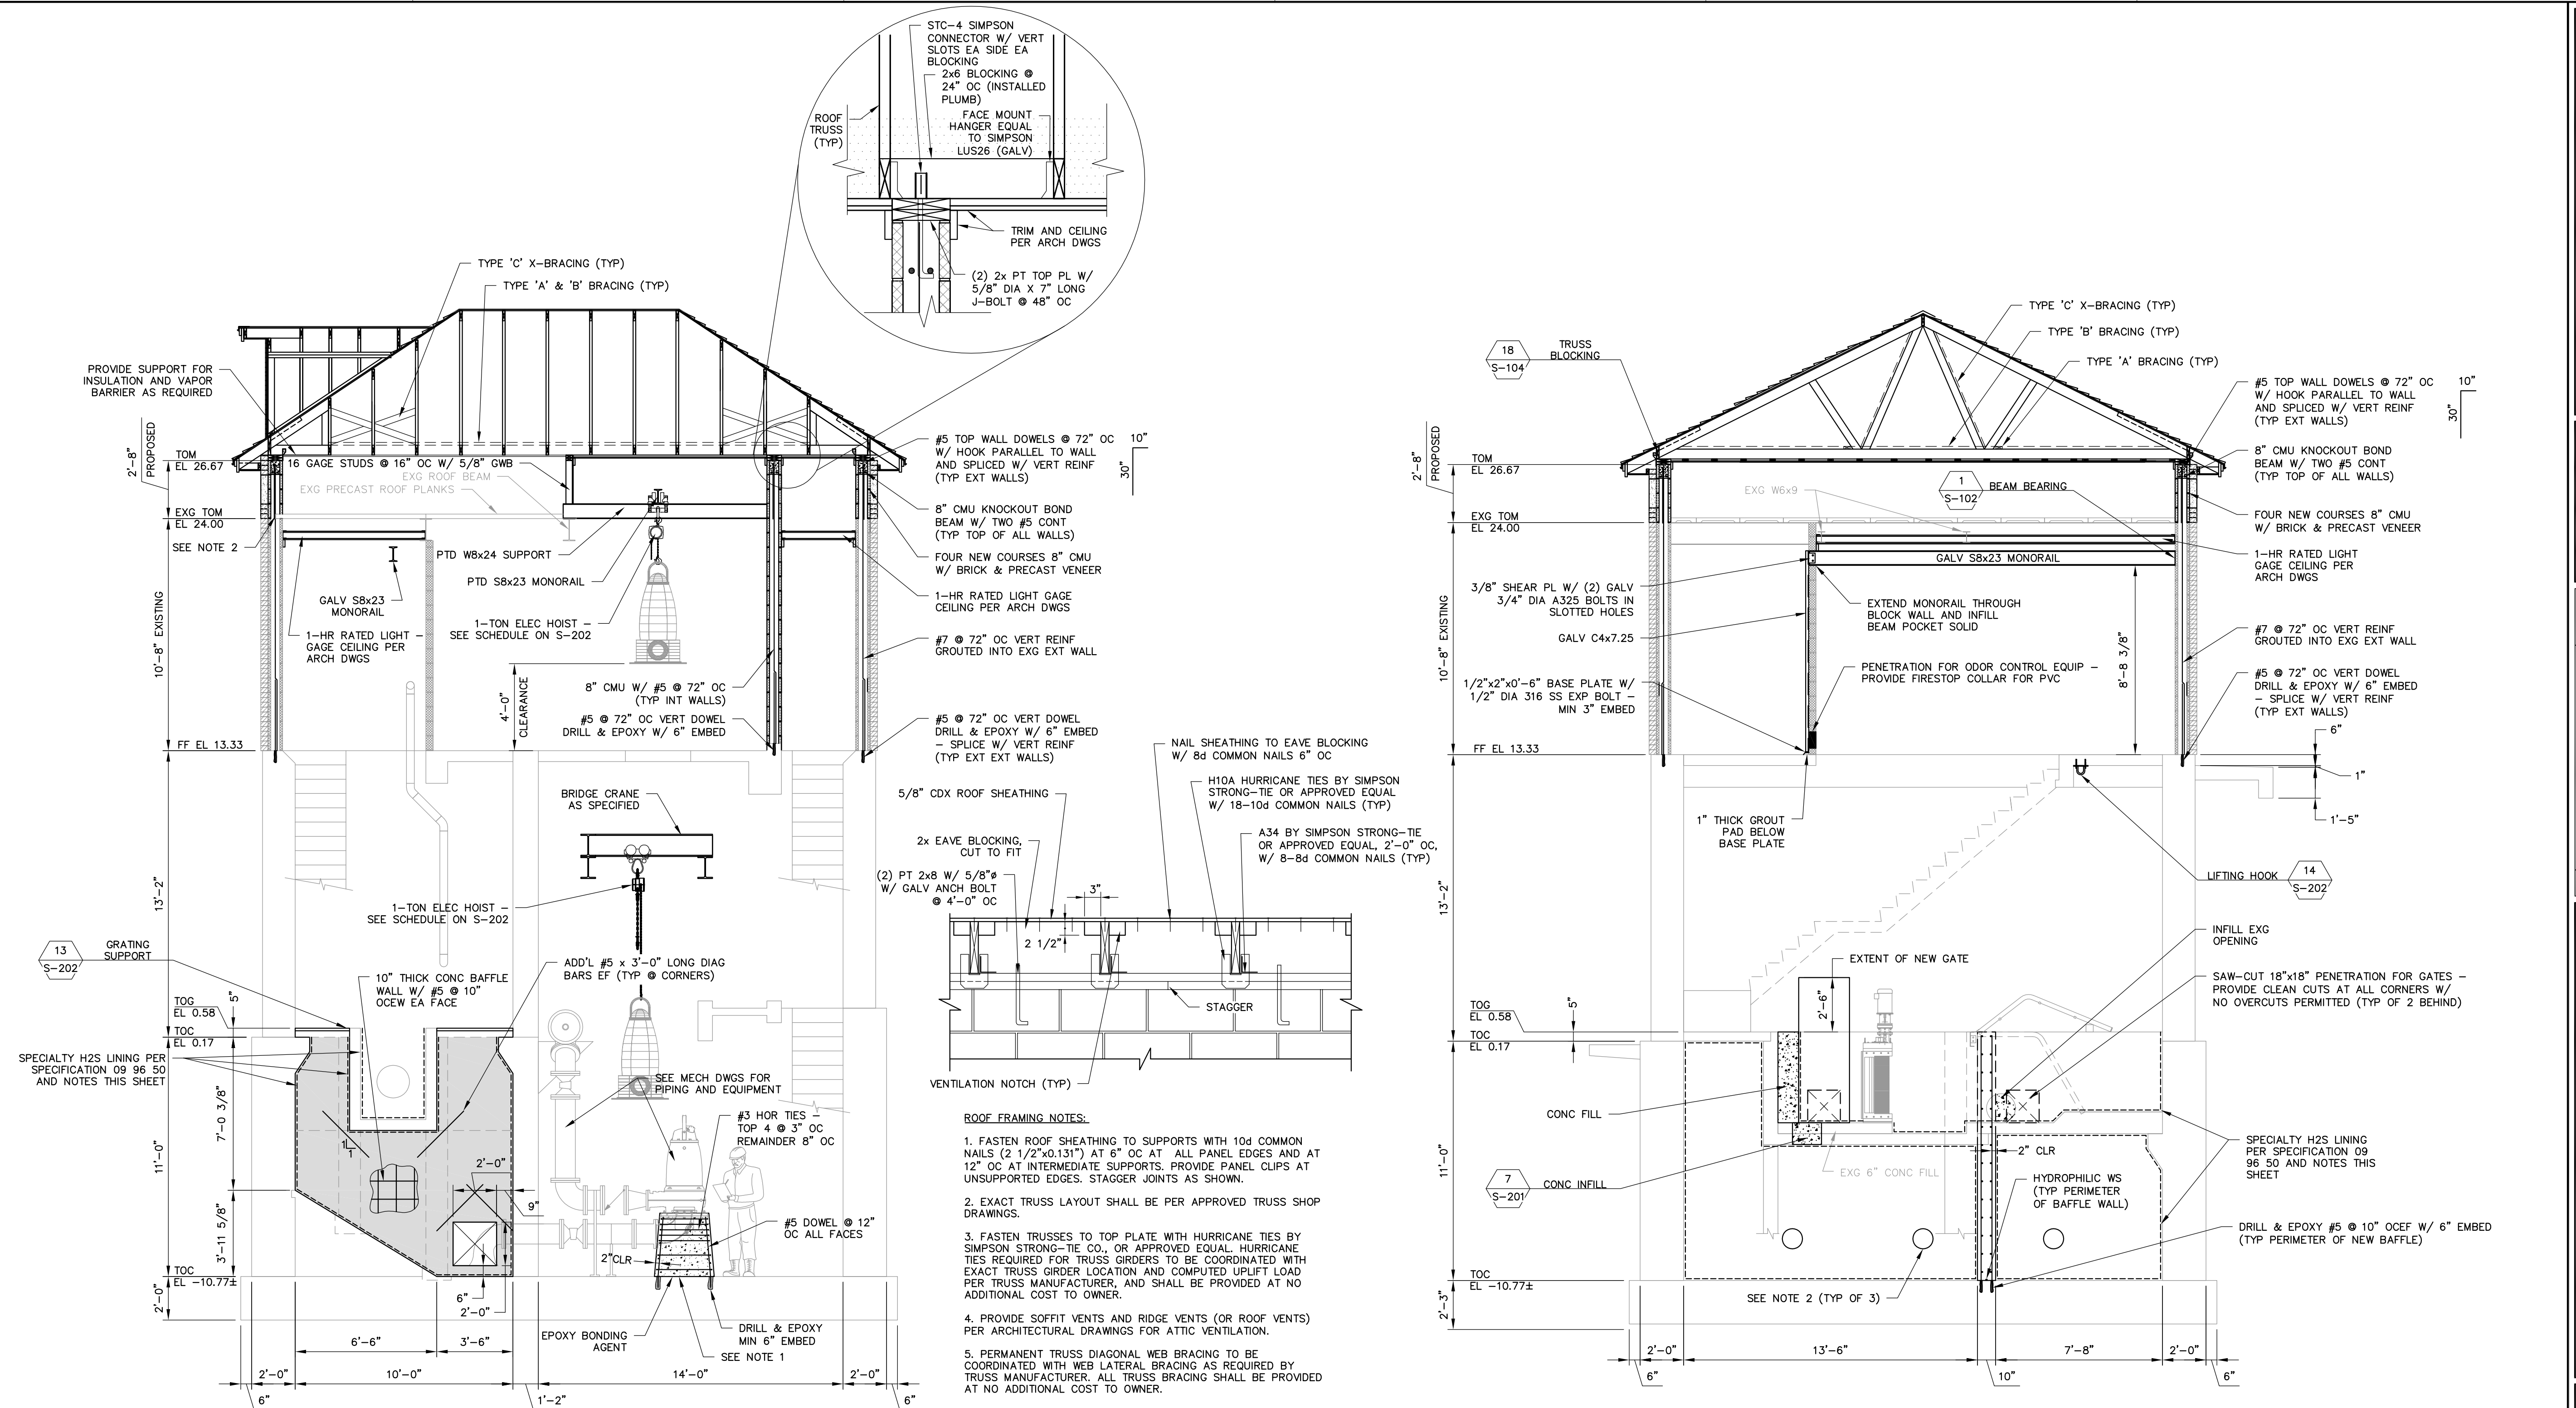 STC-4 SIMPSON
CONNECTOR W/ VERT
SLOTS EA SIDE EA
BLOCKING
2x6 BLOCKING @
24" OC (INSTALLED
PLUMB)
ROOF
TRUSS
(TYP)
FACE MOUNT
HANGER EQUAL
TO SIMPSON
LUS26 (GALV)
TRIM AND CEILING
PER ARCH DWGS
(2) 2x PT TOP PL W/
5/8" DIA X 7" LONG
J-BOLT @ 48" OC
TYPE 'C' X-BRACING (TYP)
TYPE 'A' & 'B' BRACING (TYP)
PROVIDE SUPPORT FOR
INSULATION AND VAPOR
BARRIER AS REQUIRED
2'-8"
PROPOSED
TOM
EL 26.67
16 GAGE STUDS @ 16" OC W/ 5/8" GWB
EXG ROOF BEAM
EXG PRECAST ROOF PLANKS
EXG TOM
EL 24.00
SEE NOTE 2
PTD W8x24 SUPPORT
PTD S8x23 MONORAIL
GALV S8x23
MONORAIL
1-TON ELEC HOIST -
SEE SCHEDULE ON S-202
1-HR RATED LIGHT -
GAGE CEILING PER
ARCH DWGS
10'-8" EXISTING
8" CMU W/ #5 @ 72" OC
(TYP INT WALLS)
4'-0"
CLEARANCE
#5 @ 72" OC VERT DOWEL
DRILL & EPOXY W/ 6" EMBED
FF EL 13.33
#5 TOP WALL DOWELS @ 72" OC
W/ HOOK PARALLEL TO WALL
AND SPLICED W/ VERT REINF
(TYP EXT WALLS)
10"
30"
8" CMU KNOCKOUT BOND
BEAM W/ TWO #5 CONT
(TYP TOP OF ALL WALLS)
FOUR NEW COURSES 8" CMU
W/ BRICK & PRECAST VENEER
1-HR RATED LIGHT GAGE
CEILING PER ARCH DWGS
#7 @ 72" OC VERT REINF
GROUTED INTO EXG EXT WALL
#5 @ 72" OC VERT DOWEL
DRILL & EPOXY W/ 6" EMBED
- SPLICE W/ VERT REINF
(TYP EXT EXT WALLS)
BRIDGE CRANE
AS SPECIFIED
1-TON ELEC HOIST -
SEE SCHEDULE ON S-202
13'-2"
13
S-202
GRATING
SUPPORT
10" THICK CONC BAFFLE
WALL W/ #5 @ 10"
OCEW EA FACE
ADD'L #5 x 3'-0" LONG DIAG
BARS EF (TYP @ CORNERS)
TOG
EL 0.58
5"
TOC
EL 0.17
SPECIALTY H2S LINING PER
SPECIFICATION 09 96 50
AND NOTES THIS SHEET
7'-0 3/8"
11'-0"
3'-11 5/8"
1
1
2'-0"
9"
6"
2'-0"
SEE MECH DWGS FOR
PIPING AND EQUIPMENT
#3 HOR TIES -
TOP 4 @ 3" OC
REMAINDER 8" OC
#5 DOWEL @ 12"
OC ALL FACES
2"CLR
TOC
EL -10.77±
2'-0"
EPOXY BONDING
AGENT
DRILL & EPOXY
MIN 6" EMBED
SEE NOTE 1
6'-6"
3'-6"
2'-0"
10'-0"
14'-0"
2'-0"
6"
1'-2"
6"
NAIL SHEATHING TO EAVE BLOCKING
W/ 8d COMMON NAILS 6" OC
5/8" CDX ROOF SHEATHING
H10A HURRICANE TIES BY SIMPSON
STRONG-TIE OR APPROVED EQUAL
W/ 18-10d COMMON NAILS (TYP)
2x EAVE BLOCKING,
CUT TO FIT
A34 BY SIMPSON STRONG-TIE
OR APPROVED EQUAL, 2'-0" OC,
W/ 8-8d COMMON NAILS (TYP)
(2) PT 2x8 W/ 5/8"ø
W/ GALV ANCH BOLT
@ 4'-0" OC
3"
2 1/2"
STAGGER
VENTILATION NOTCH (TYP)
ROOF FRAMING NOTES:
1. FASTEN ROOF SHEATHING TO SUPPORTS WITH 10d COMMON
NAILS (2 1/2"x0.131") AT 6" OC AT ALL PANEL EDGES AND AT
12" OC AT INTERMEDIATE SUPPORTS. PROVIDE PANEL CLIPS AT
UNSUPPORTED EDGES. STAGGER JOINTS AS SHOWN.
2. EXACT TRUSS LAYOUT SHALL BE PER APPROVED TRUSS SHOP
DRAWINGS.
3. FASTEN TRUSSES TO TOP PLATE WITH HURRICANE TIES BY
SIMPSON STRONG-TIE CO., OR APPROVED EQUAL. HURRICANE
TIES REQUIRED FOR TRUSS GIRDERS TO BE COORDINATED WITH
EXACT TRUSS GIRDER LOCATION AND COMPUTED UPLIFT LOAD
PER TRUSS MANUFACTURER, AND SHALL BE PROVIDED AT NO
ADDITIONAL COST TO OWNER.
4. PROVIDE SOFFIT VENTS AND RIDGE VENTS (OR ROOF VENTS)
PER ARCHITECTURAL DRAWINGS FOR ATTIC VENTILATION.
5. PERMANENT TRUSS DIAGONAL WEB BRACING TO BE
COORDINATED WITH WEB LATERAL BRACING AS REQUIRED BY
TRUSS MANUFACTURER. ALL TRUSS BRACING SHALL BE PROVIDED
AT NO ADDITIONAL COST TO OWNER.
TYPE 'C' X-BRACING (TYP)
TYPE 'B' BRACING (TYP)
TYPE 'A' BRACING (TYP)
18
S-104
TRUSS
BLOCKING
2'-8"
PROPOSED
TOM
EL 26.67
EXG W6x9
1
S-102
BEAM BEARING
EXG TOM
EL 24.00
GALV S8x23 MONORAIL
3/8" SHEAR PL W/ (2) GALV
3/4" DIA A325 BOLTS IN
SLOTTED HOLES
GALV C4x7.25
EXTEND MONORAIL THROUGH
BLOCK WALL AND INFILL
BEAM POCKET SOLID
10'-8" EXISTING
8'-8 3/8"
PENETRATION FOR ODOR CONTROL EQUIP -
PROVIDE FIRESTOP COLLAR FOR PVC
1/2"x2"x0'-6" BASE PLATE W/
1/2" DIA 316 SS EXP BOLT -
MIN 3" EMBED
FF EL 13.33
#5 TOP WALL DOWELS @ 72" OC
W/ HOOK PARALLEL TO WALL
AND SPLICED W/ VERT REINF
(TYP EXT WALLS)
10"
30"
8" CMU KNOCKOUT BOND
BEAM W/ TWO #5 CONT
(TYP TOP OF ALL WALLS)
FOUR NEW COURSES 8" CMU
W/ BRICK & PRECAST VENEER
1-HR RATED LIGHT
GAGE CEILING PER
ARCH DWGS
#7 @ 72" OC VERT REINF
GROUTED INTO EXG EXT WALL
#5 @ 72" OC VERT DOWEL
DRILL & EPOXY W/ 6" EMBED
- SPLICE W/ VERT REINF
(TYP EXT WALLS)
6"
1"
1'-5"
1" THICK GROUT
PAD BELOW
BASE PLATE
LIFTING HOOK
14
S-202
13'-2"
INFILL EXG
OPENING
EXTENT OF NEW GATE
SAW-CUT 18"x18" PENETRATION FOR GATES -
PROVIDE CLEAN CUTS AT ALL CORNERS W/
NO OVERCUTS PERMITTED (TYP OF 2 BEHIND)
2'-6"
TOG
EL 0.58
5"
TOC
EL 0.17
CONC FILL
EXG 6" CONC FILL
7
S-201
CONC INFILL
11'-0"
2" CLR
HYDROPHILIC WS
(TYP PERIMETER
OF BAFFLE WALL)
SPECIALTY H2S LINING
PER SPECIFICATION 09
96 50 AND NOTES THIS
SHEET
DRILL & EPOXY #5 @ 10" OCEF W/ 6" EMBED
(TYP PERIMETER OF NEW BAFFLE)
TOC
EL -10.77±
SEE NOTE 2 (TYP OF 3)
2'-3"
2'-0"
13'-6"
7'-8"
2'-0"
6"
10"
6"